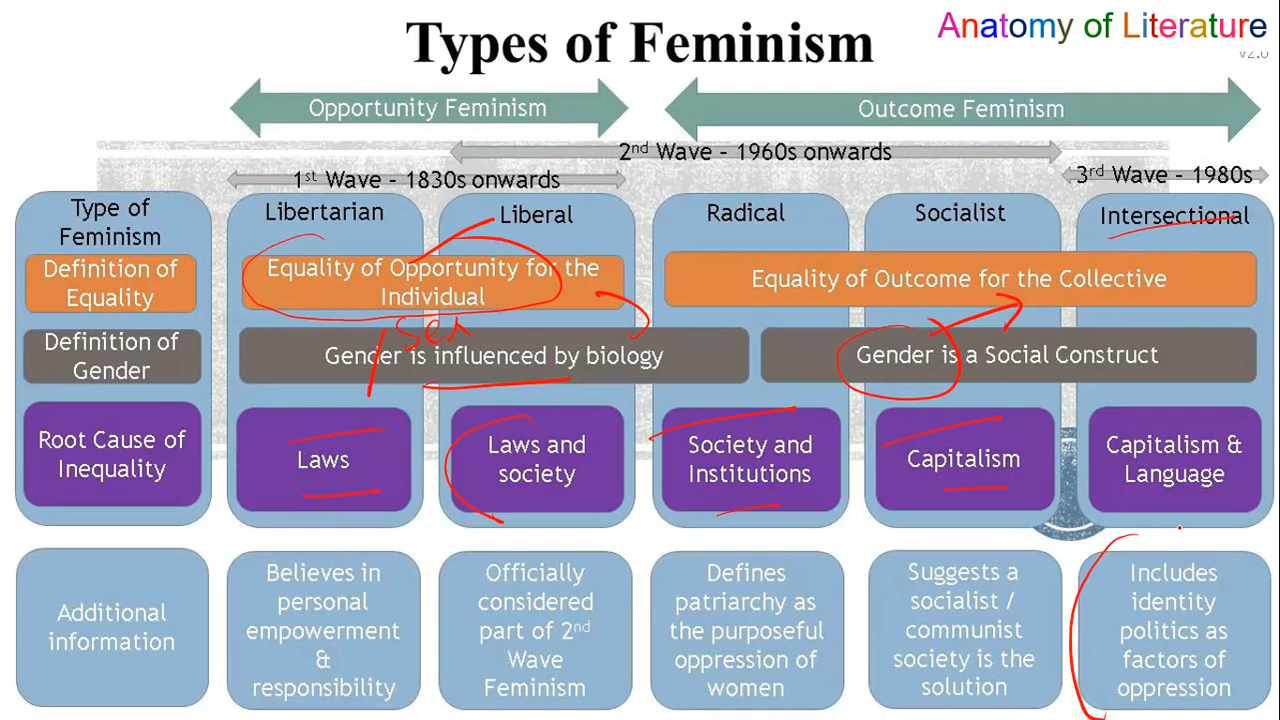 Anatomy of Literature
Types of Feminism
v2.0
Opportunity Feminism
Outcome Feminism
2nd Wave – 1960s onwards
1st Wave – 1830s onwards
3rd Wave – 1980s
Type of
Feminism
Libertarian
Liberal
Radical
Socialist
Intersectional
Definition of
Equality
Equality of Opportunity for the
Individual
Equality of Outcome for the Collective
Sex
Definition of
Gender
Gender is influenced by biology
Gender is a Social Construct
Root Cause of
Inequality
Laws
Laws and
society
Society and
Institutions
Capitalism
Capitalism &
Language
Additional
information
Believes in
personal
empowerment
&
responsibility
Officially
considered
part of 2nd
Wave
Feminism
Defines
patriarchy as
the purposeful
oppression of
women
Suggests a
socialist /
communist
society is the
solution
Includes
identity
politics as
factors of
oppression